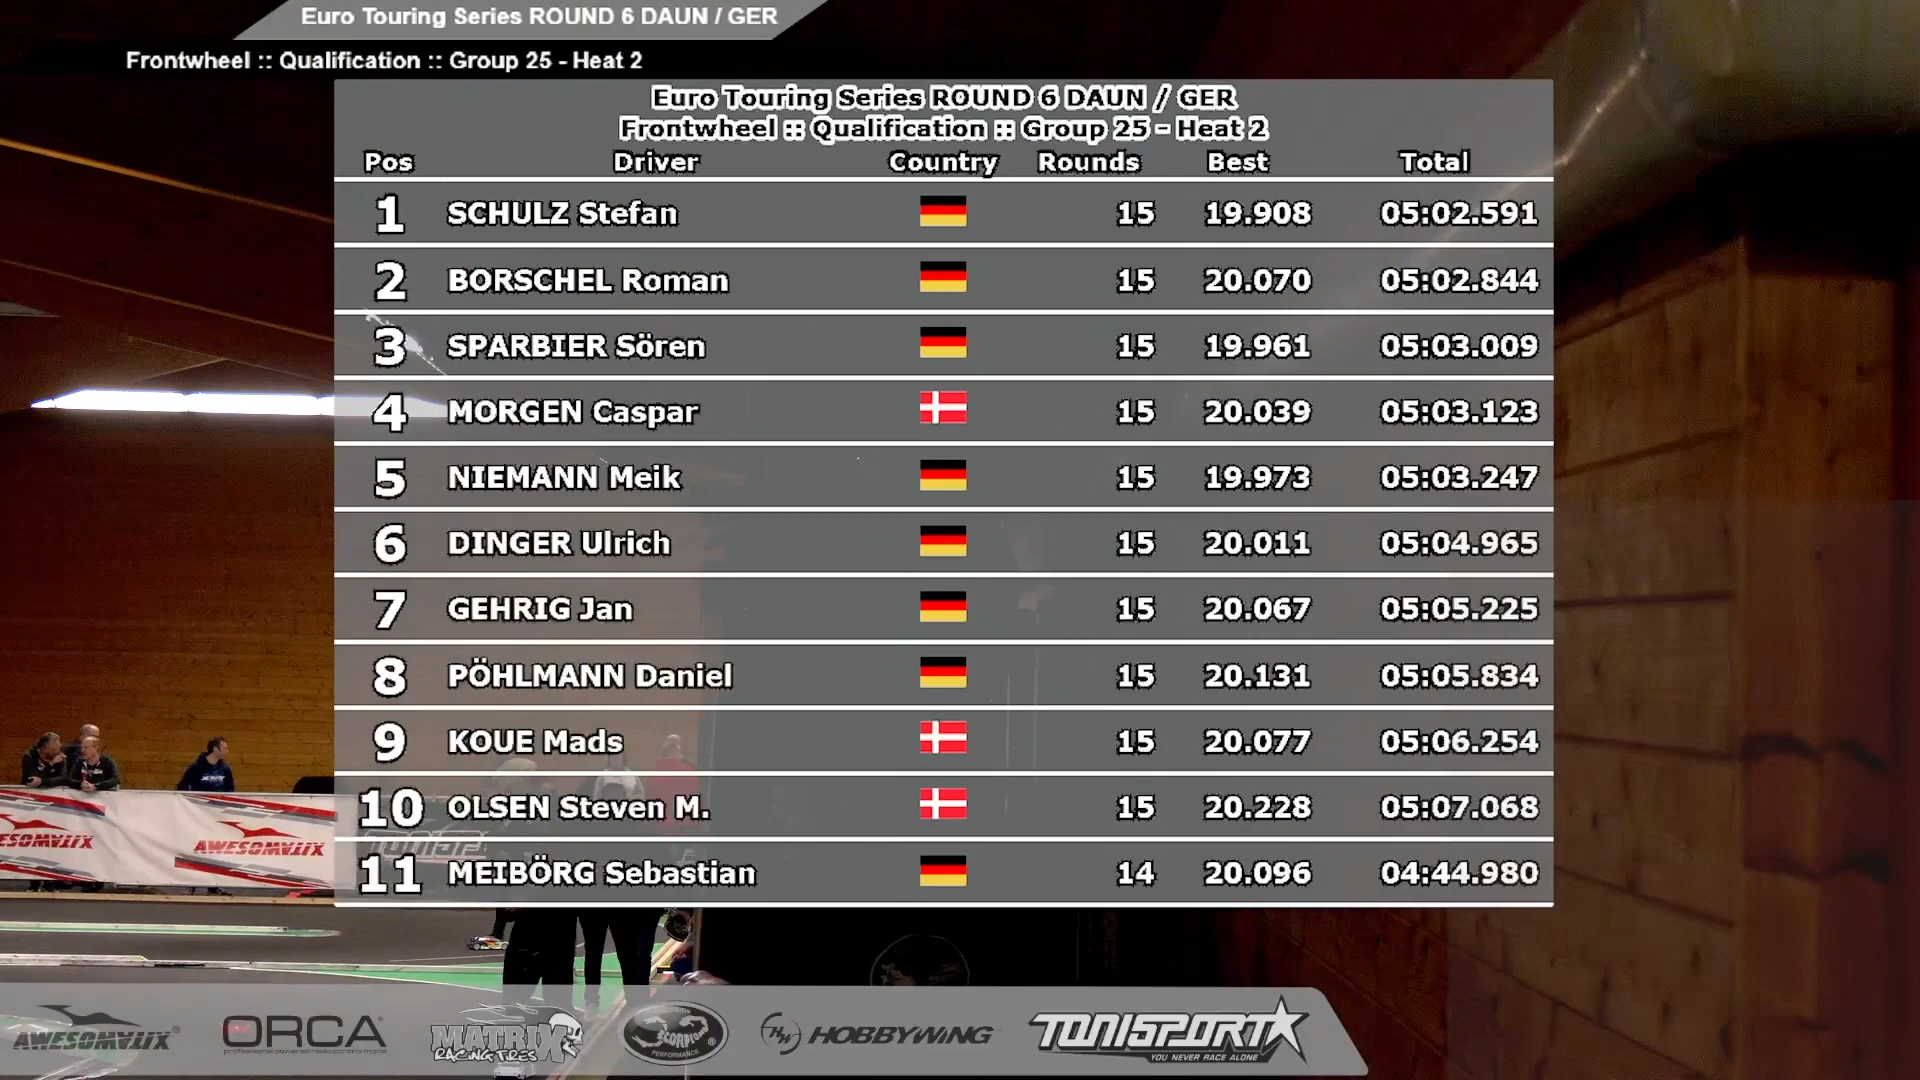 Euro Touring Series ROUND 6 DAUN / GER
Frontwheel :: Qualification :: Group 25 - Heat 2
Euro Touring Series ROUND 6 DAUN / GER
Frontwheel :: Qualification :: Group 25 - Heat 2
Pos Driver Country Rounds Best Total
1 SCHULZ Stefan 15 19.908 05:02.591
2 BORSCHEL Roman 15 20.070 05:02.844
3 SPARBIER Sören 15 19.961 05:03.009
4 MORGEN Caspar 15 20.039 05:03.123
5 NIEMANN Meik 15 19.973 05:03.247
6 DINGER Ulrich 15 20.011 05:04.965
7 GEHRIG Jan 15 20.067 05:05.225
8 PÖHLMANN Daniel 15 20.131 05:05.834
9 KOUE Mads 15 20.077 05:06.254
10 OLSEN Steven M. 15 20.228 05:07.068
11 MEIBÖRG Sebastian 14 20.096 04:44.980
AWESOMATIX
TONISPORT
AWESOMATIX® ORCA MATRIX RACING TIRES SCORPION PERFORMANCE HW HOBBYWING TONISPORT
YOU NEVER RACE ALONE